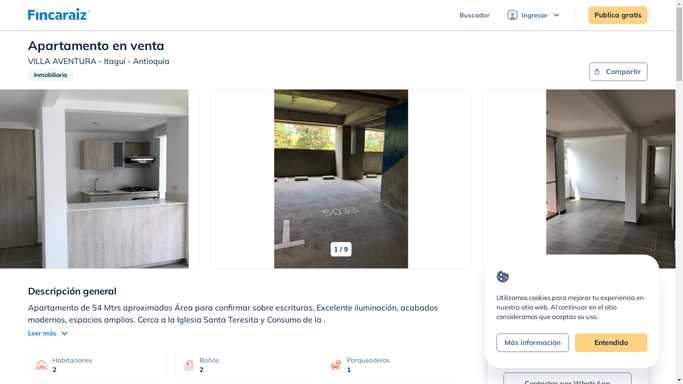 Fincaraiz
Buscador
Ingresar
Publica gratis
Apartamento en venta
VILLA AVENTURA - Itagui - Antioquia
Inmobiliaria
Compartir
5033
1 / 9
Descripción general
Apartamento de 54 Mtrs aproximados Área para confirmar sobre escrituras. Excelente iluminación, acabados
modernos, espacios amplios. Cerca a la Iglesia Santa Teresita y Consumo de la .
Leer más
Habitaciones
2
Baños
2
Parqueaderos
1
Utilizamos cookies para mejorar tu experiencia en
nuestro sitio web. Al continuar en el sitio
consideramos que aceptas su uso.
Más información
Entendido
Contactar por WhatsApp